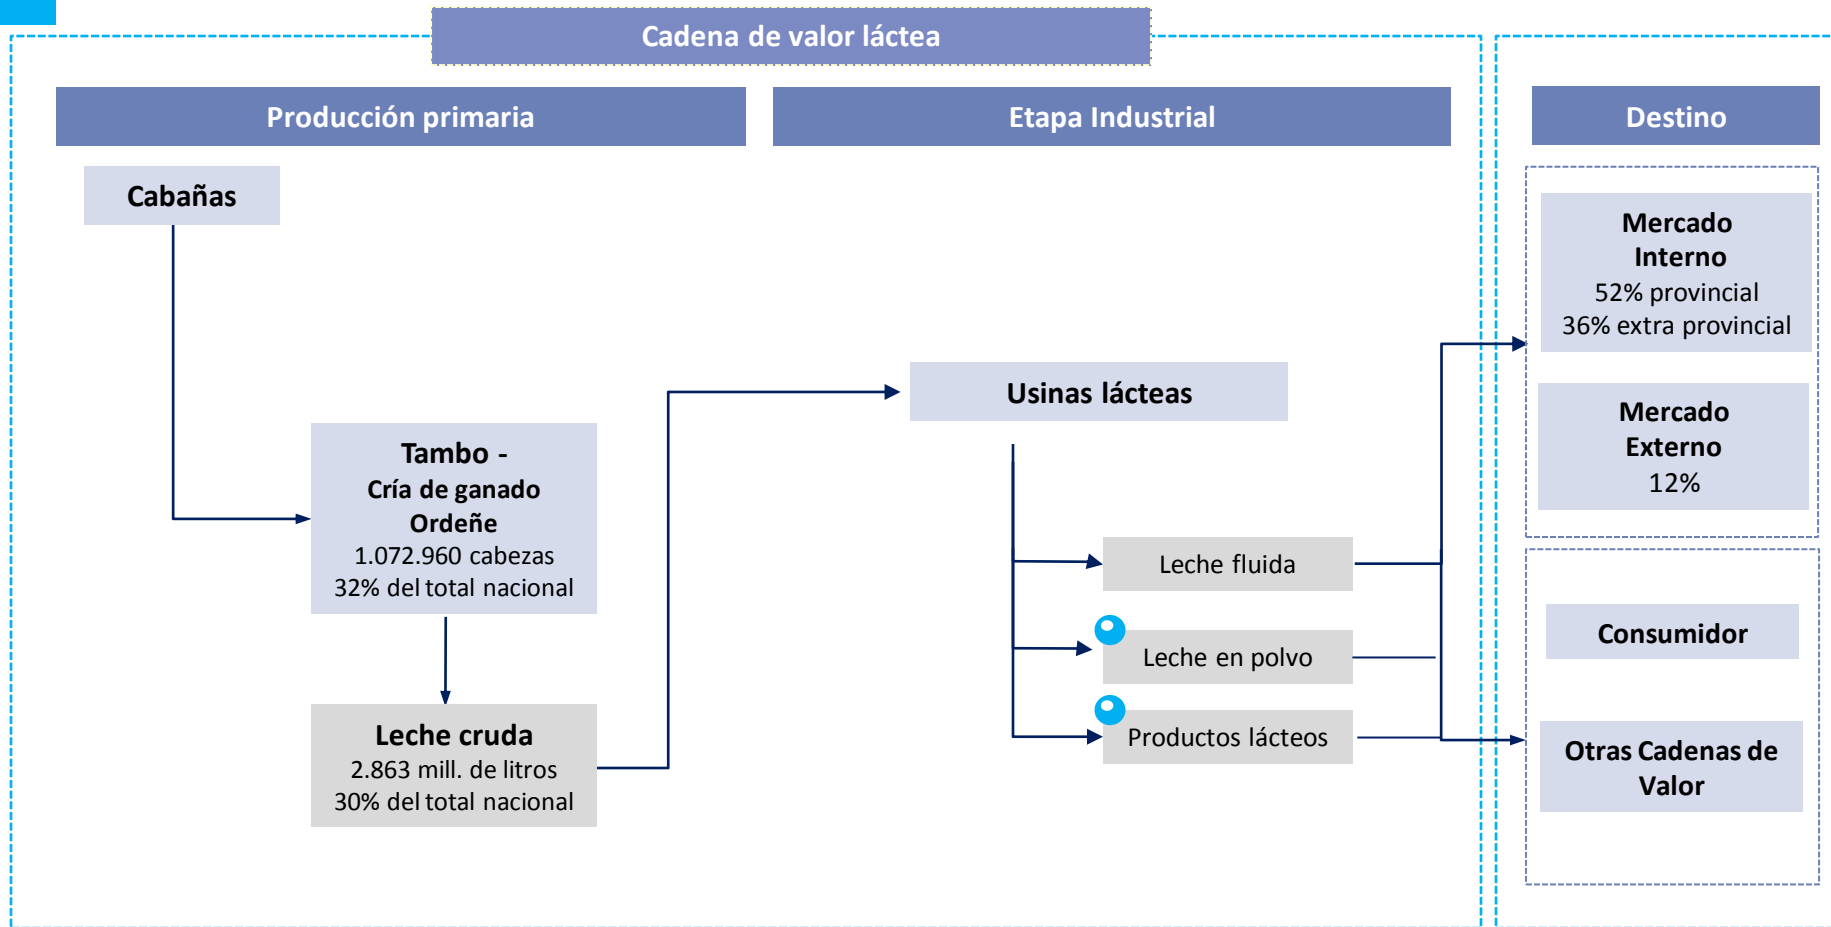 Cadena de valor láctea
Producción primaria
Etapa Industrial
Destino
Cabañas
Tambo -
Cría de ganado
Ordeñe
1.072.960 cabezas
32% del total nacional
Leche cruda
2.863 mill. de litros
30% del total nacional
Usinas lácteas
Leche fluida
Leche en polvo
Productos lácteos
Mercado
Interno
52% provincial
36% extra provincial
Mercado
Externo
12%
Consumidor
Otras Cadenas de
Valor